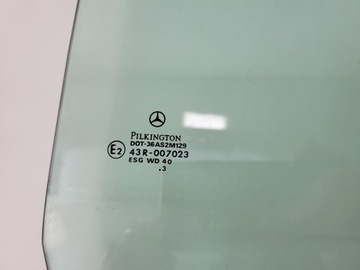 PILKINGTON
DOT-36AS2M129
E2 43R-007023
ESG WD 40
.3